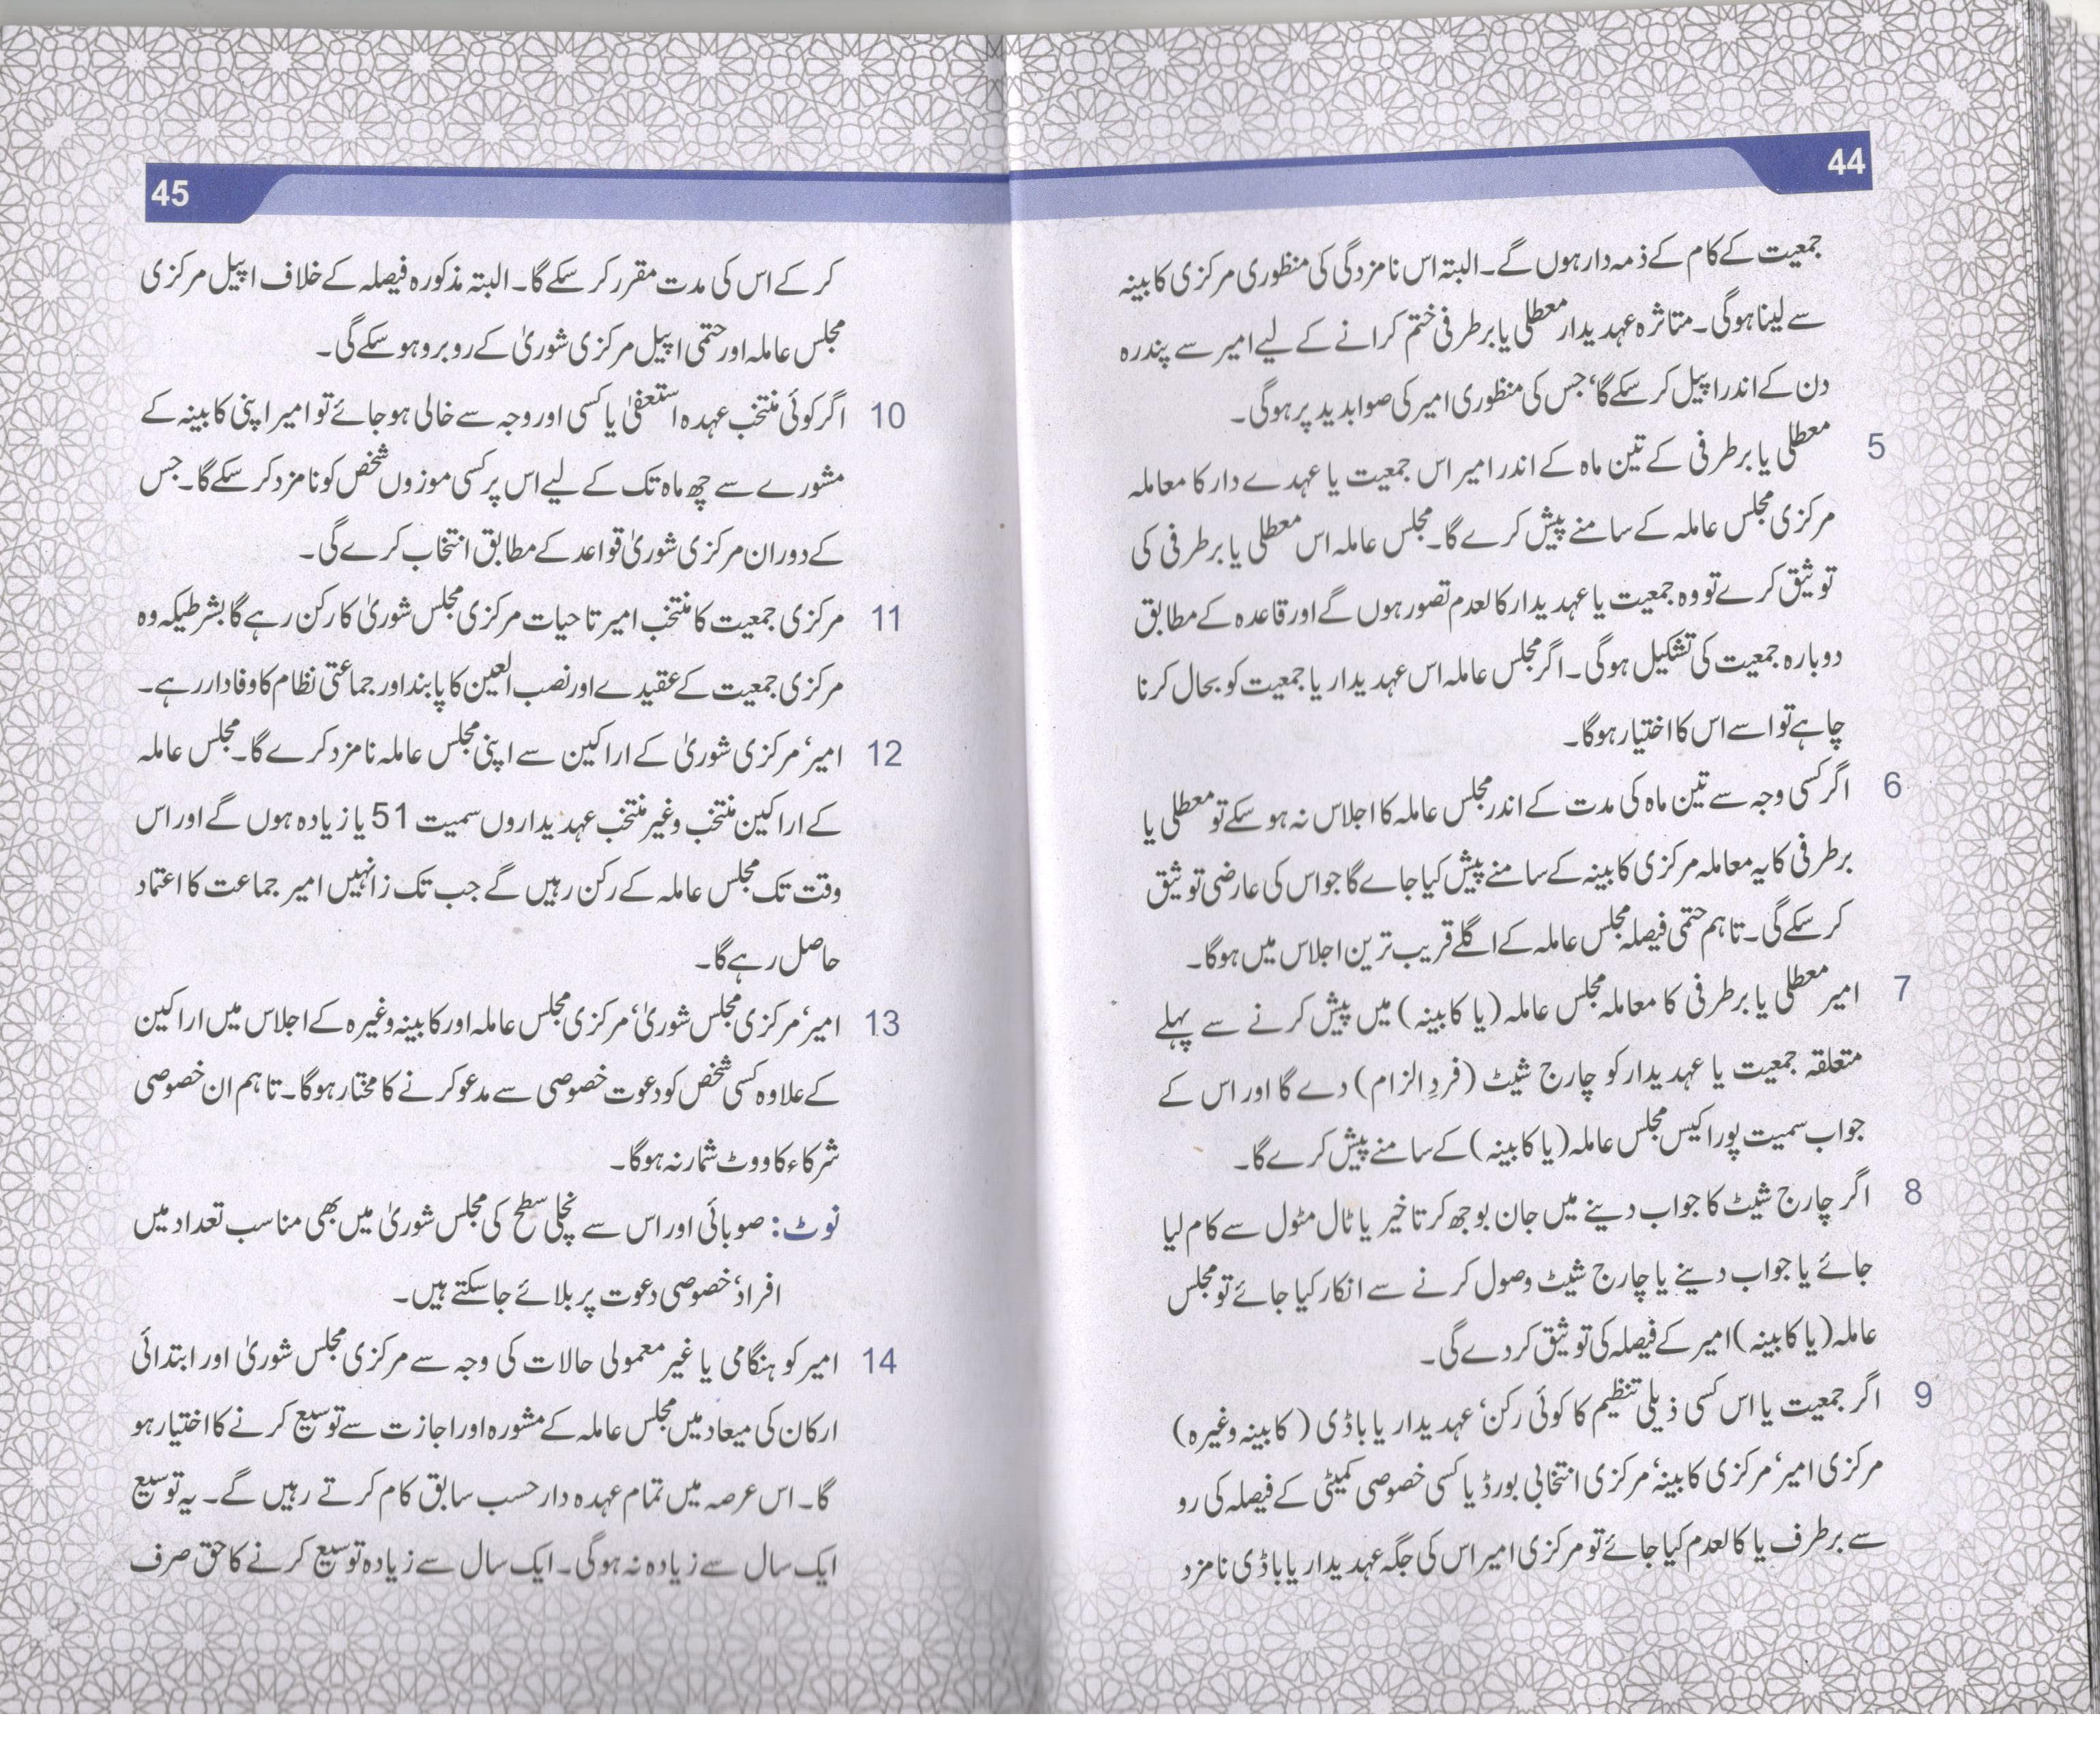 44
جمعیت کے کام کے ذمہ دار ہوں گے۔ البتہ اس نامزدگی کی منظوری مرکزی کابینہ
سے لینا ہوگی۔ متاثرہ عہدیدار معطلی یا برطرفی ختم کرانے کے لیے امیر سے پندرہ
دن کے اندر اپیل کر سکے گا، جس کی منظوری امیر کی صوابدید پر ہوگی۔
5 معطلی یا برطرفی کے تین ماہ کے اندر امیر اس جمعیت یا عہدے دار کا معاملہ
مرکزی مجلس عاملہ کے سامنے پیش کرے گا۔ مجلس عاملہ اس معطلی یا برطرفی کی
توثیق کرے تو وہ جمعیت یا عہدیدار کالعدم تصور ہوں گے اور قاعدہ کے مطابق
دوبارہ جمعیت کی تشکیل ہوگی۔ اگر مجلس عاملہ اس عہدیدار یا جمعیت کو بحال کرنا
چاہے تو اسے اس کا اختیار ہوگا۔
6 اگر کسی وجہ سے تین ماہ کی مدت کے اندر مجلس عاملہ کا اجلاس نہ ہو سکے تو معطلی یا
برطرفی کا یہ معاملہ مرکزی کابینہ کے سامنے پیش کیا جاے گا جو اس کی عارضی توثیق
کر سکے گی۔ تاہم حتمی فیصلہ مجلس عاملہ کے اگلے قریب ترین اجلاس میں ہوگا۔
7 امیر معطلی یا برطرفی کا معاملہ مجلس عاملہ (یا کابینہ) میں پیش کرنے سے پہلے
متعلقہ جمعیت یا عہدیدار کو چارج شیٹ (فردِ الزام) دے گا اور اس کے
جواب سمیت پورا کیس مجلس عاملہ (یا کابینہ) کے سامنے پیش کرے گا۔
8 اگر چارج شیٹ کا جواب دینے میں جان بوجھ کر تاخیر یا ٹال مٹول سے کام لیا
جائے یا جواب دینے یا چارج شیٹ وصول کرنے سے انکار کیا جائے تو مجلس
عاملہ (یا کابینہ) امیر کے فیصلہ کی توثیق کر دے گی۔
9 اگر جمعیت یا اس کسی ذیلی تنظیم کا کوئی رکن، عہدیدار یا باڈی (کابینہ وغیرہ)
مرکزی امیر، مرکزی کابینہ، مرکزی انتخابی بورڈ یا کسی خصوصی کمیٹی کے فیصلہ کی رو
سے برطرف یا کالعدم کیا جائے تو مرکزی امیر اس کی جگہ عہدیدار یا باڈی نامزد
45
کر کے اس کی مدت مقرر کر سکے گا۔ البتہ مذکورہ فیصلہ کے خلاف اپیل مرکزی
مجلس عاملہ اور حتمی اپیل مرکزی شوریٰ کے روبرو ہو سکے گی۔
10 اگر کوئی منتخب عہدہ استعفیٰ یا کسی اور وجہ سے خالی ہو جائے تو امیر اپنی کابینہ کے
مشورے سے چھ ماہ تک کے لیے اس پر کسی موزوں شخص کو نامزد کر سکے گا۔ جس
کے دوران مرکزی شوریٰ قواعد کے مطابق انتخاب کرے گی۔
11 مرکزی جمعیت کا منتخب امیر تا حیات مرکزی مجلس شوریٰ کا رکن رہے گا بشرطیکہ وہ
مرکزی جمعیت کے عقیدے اور نصب العین کا پابند اور جماعتی نظام کا وفادار رہے۔
12 امیر، مرکزی شوریٰ کے اراکین سے اپنی مجلس عاملہ نامزد کرے گا۔ مجلس عاملہ
کے اراکین منتخب وغیر منتخب عہدیداروں سمیت 51 یا زیادہ ہوں گے اور اس
وقت تک مجلس عاملہ کے رکن رہیں گے جب تک زانہیں امیر جماعت کا اعتماد
حاصل رہے گا۔
13 امیر، مرکزی مجلس شوریٰ، مرکزی مجلس عاملہ اور کابینہ وغیرہ کے اجلاس میں اراکین
کے علاوہ کسی شخص کو دعوت خصوصی سے مدعو کرنے کا مختار ہوگا۔ تاہم ان خصوصی
شرکاء کا ووٹ شمار نہ ہوگا۔
نوٹ: صوبائی اور اس سے نچلی سطح کی مجلس شوریٰ میں بھی مناسب تعداد میں
افراد، خصوصی دعوت پر بلائے جا سکتے ہیں۔
14 امیر کو ہنگامی یا غیر معمولی حالات کی وجہ سے مرکزی مجلس شوریٰ اور ابتدائی
ارکان کی میعاد میں مجلس عاملہ کے مشورہ اور اجازت سے توسیع کرنے کا اختیار ہو
گا۔ اس عرصہ میں تمام عہدہ دار حسب سابق کام کرتے رہیں گے۔ یہ توسیع
ایک سال سے زیادہ نہ ہوگی۔ ایک سال سے زیادہ توسیع کرنے کا حق صرف